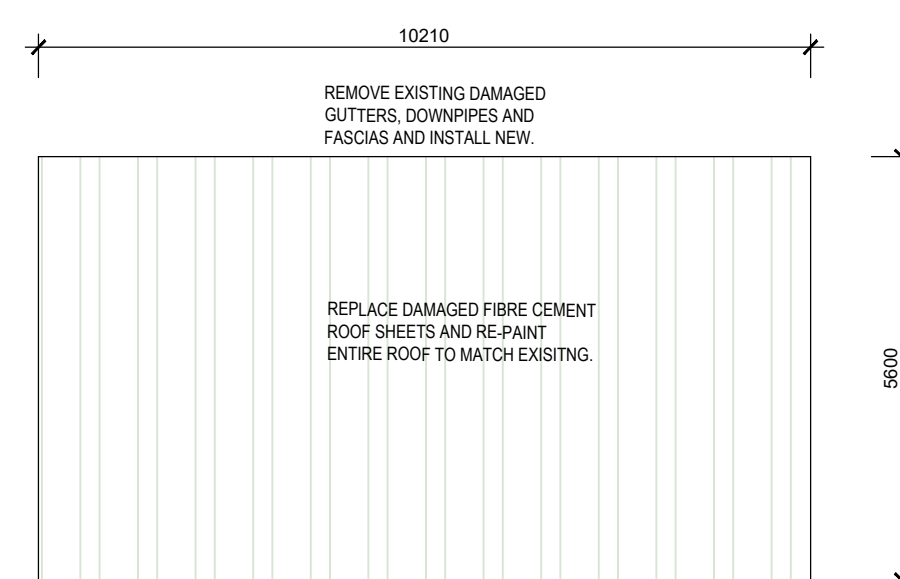 10210
REMOVE EXISTING DAMAGED
GUTTERS, DOWNPIPES AND
FASCIAS AND INSTALL NEW.
REPLACE DAMAGED FIBRE CEMENT
ROOF SHEETS AND RE-PAINT
ENTIRE ROOF TO MATCH EXISITNG.
5600